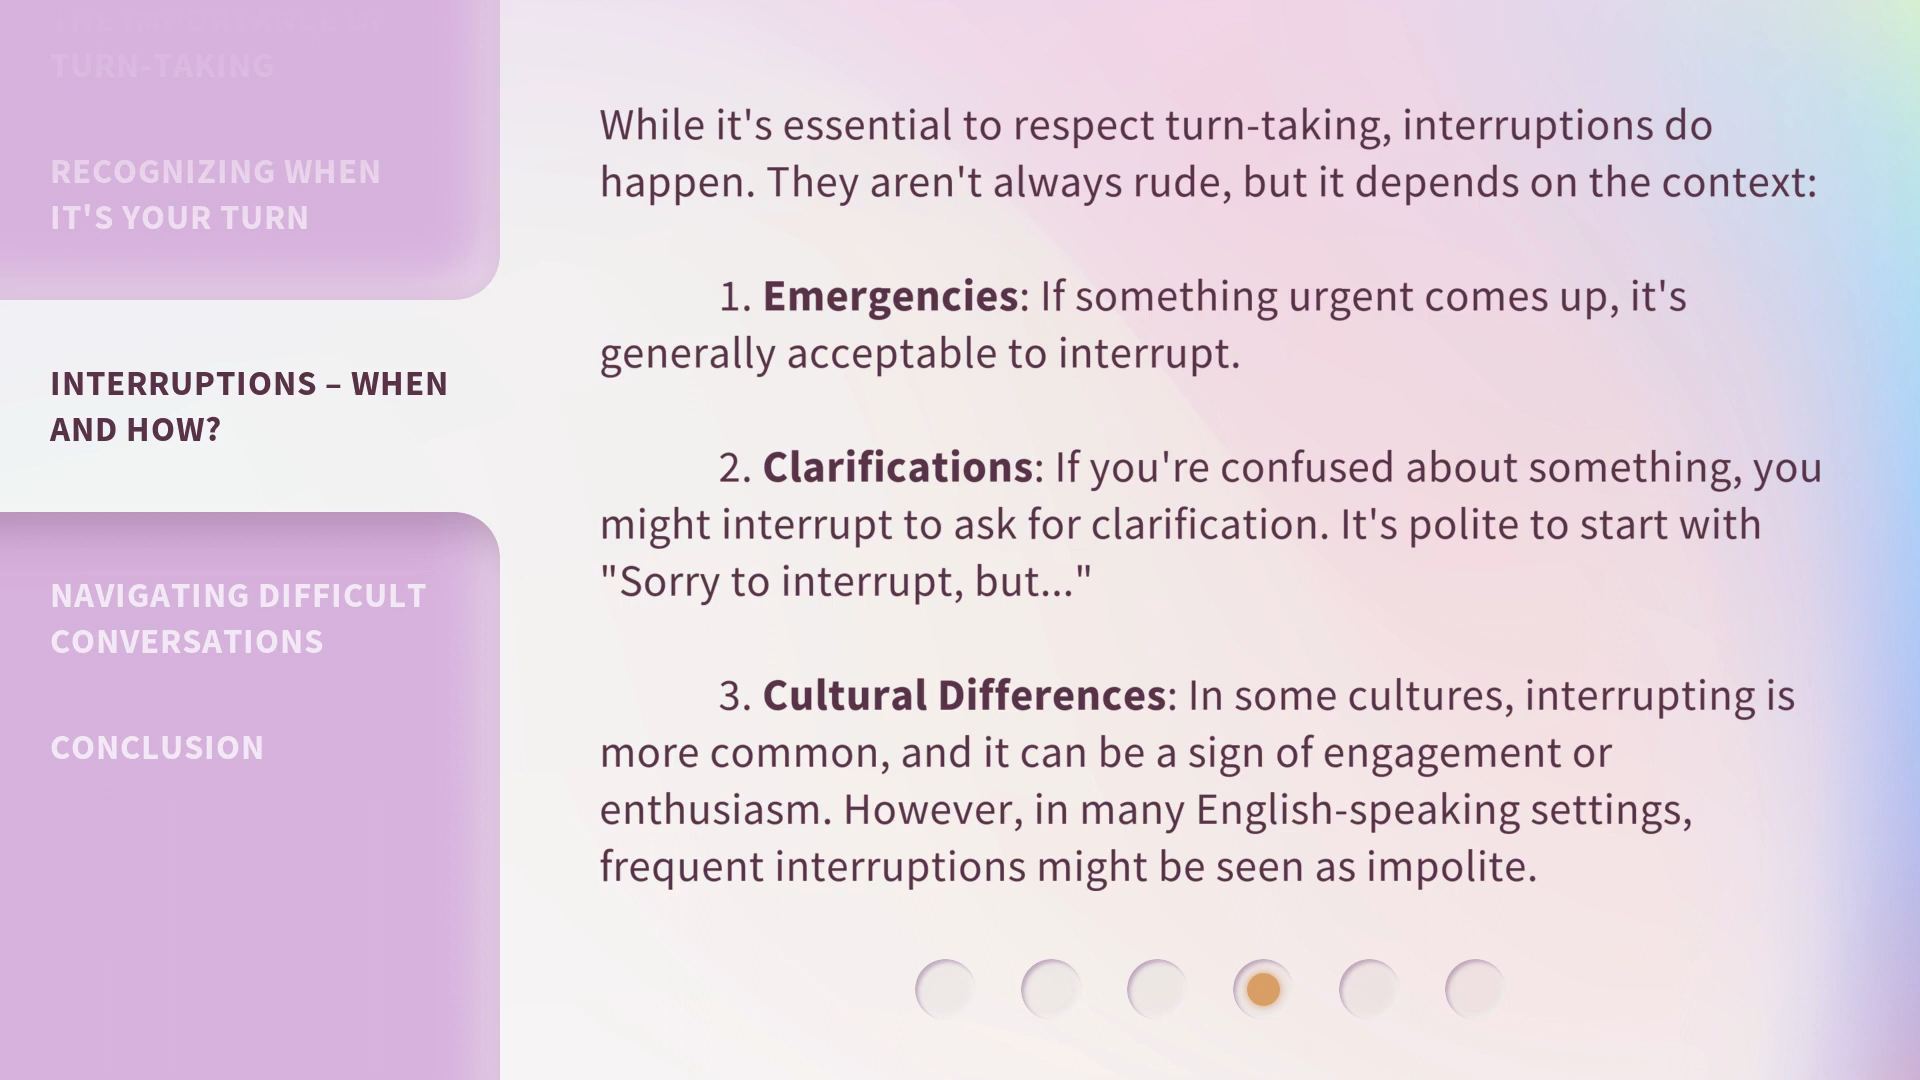 THE IMPORTANCE OF
TURN-TAKING
RECOGNIZING WHEN
IT'S YOUR TURN
INTERRUPTIONS – WHEN
AND HOW?
NAVIGATING DIFFICULT
CONVERSATIONS
CONCLUSION
While it's essential to respect turn-taking, interruptions do
happen. They aren't always rude, but it depends on the context:
1. Emergencies: If something urgent comes up, it's
generally acceptable to interrupt.
2. Clarifications: If you're confused about something, you
might interrupt to ask for clarification. It's polite to start with
"Sorry to interrupt, but..."
3. Cultural Differences: In some cultures, interrupting is
more common, and it can be a sign of engagement or
enthusiasm. However, in many English-speaking settings,
frequent interruptions might be seen as impolite.